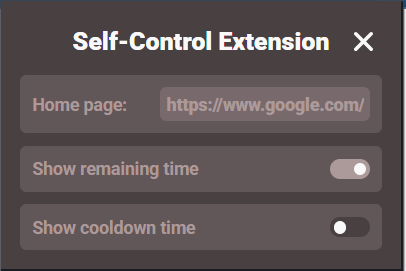 Self-Control Extension
Home page: https://www.google.com/
Show remaining time
Show cooldown time